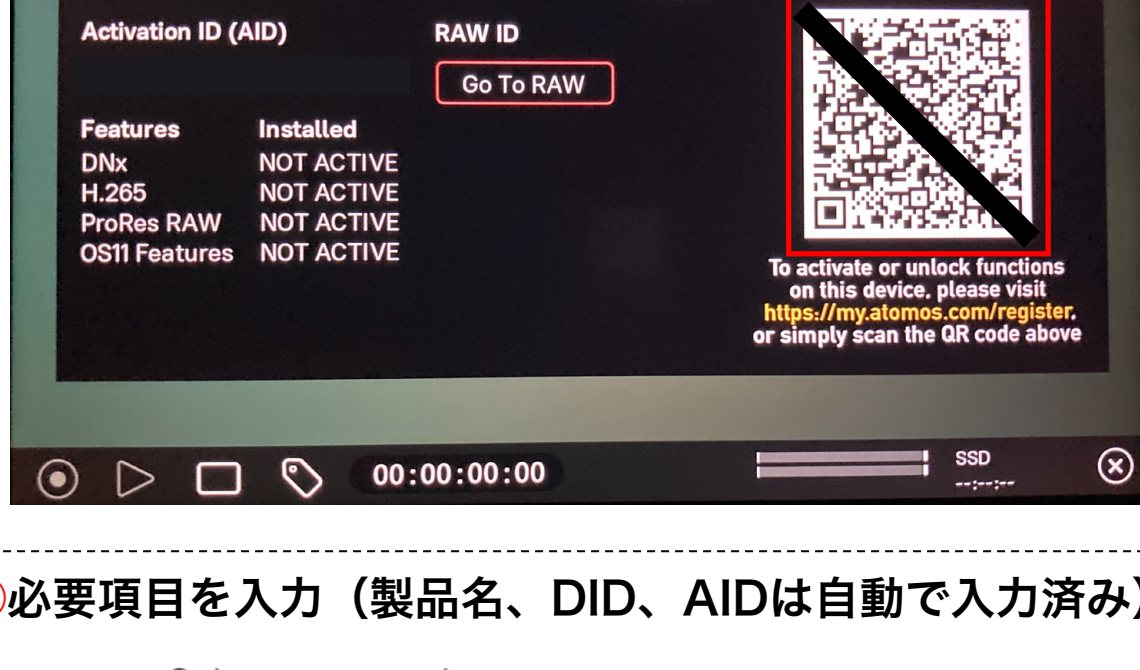 Activation ID (AID)
RAW ID
Go To RAW
Features Installed
DNx NOT ACTIVE
H.265 NOT ACTIVE
ProRes RAW NOT ACTIVE
OS11 Features NOT ACTIVE
To activate or unlock functions
on this device, please visit
https://my.atomos.com/register,
or simply scan the QR code above
00:00:00:00
SSD
--:--:--
必要項目を入力（製品名、DID、AIDは自動で入力済み）